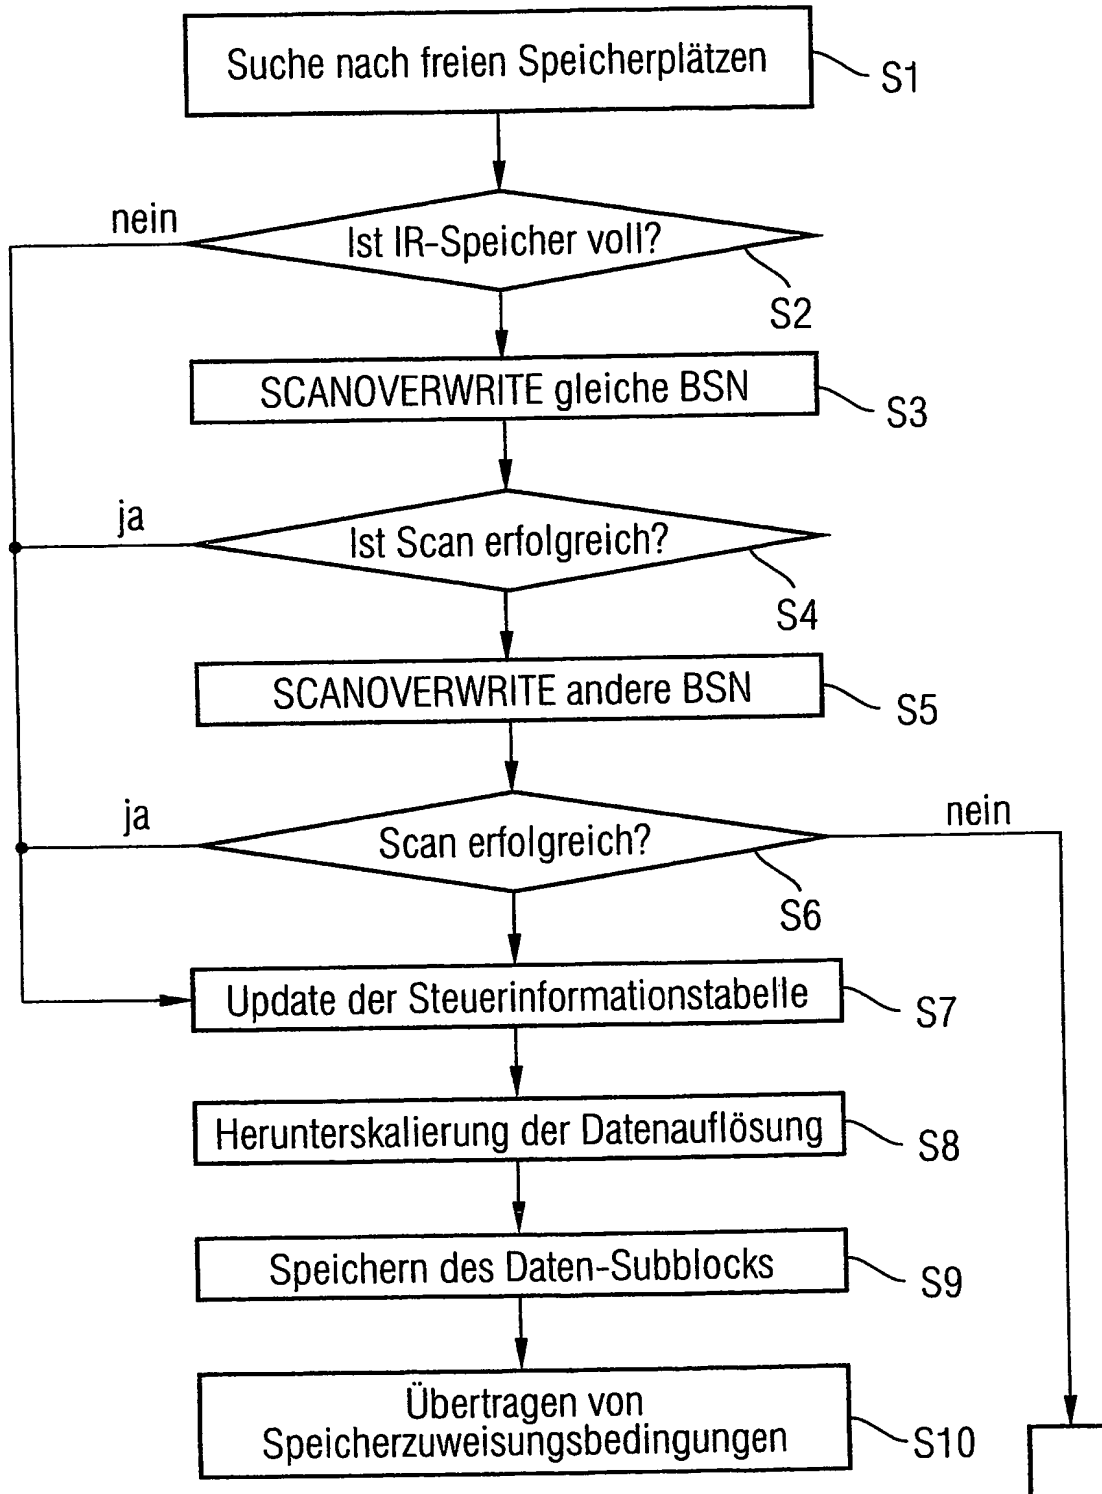 Suche nach freien Speicherplätzen
S1
nein
Ist IR-Speicher voll?
S2
SCANOVERWRITE gleiche BSN
S3
ja
Ist Scan erfolgreich?
S4
SCANOVERWRITE andere BSN
S5
ja
Scan erfolgreich?
nein
S6
Update der Steuerinformationstabelle
S7
Herunterskalierung der Datenauflösung
S8
Speichern des Daten-Subblocks
S9
Übertragen von
Speicherzuweisungsbedingungen
S10